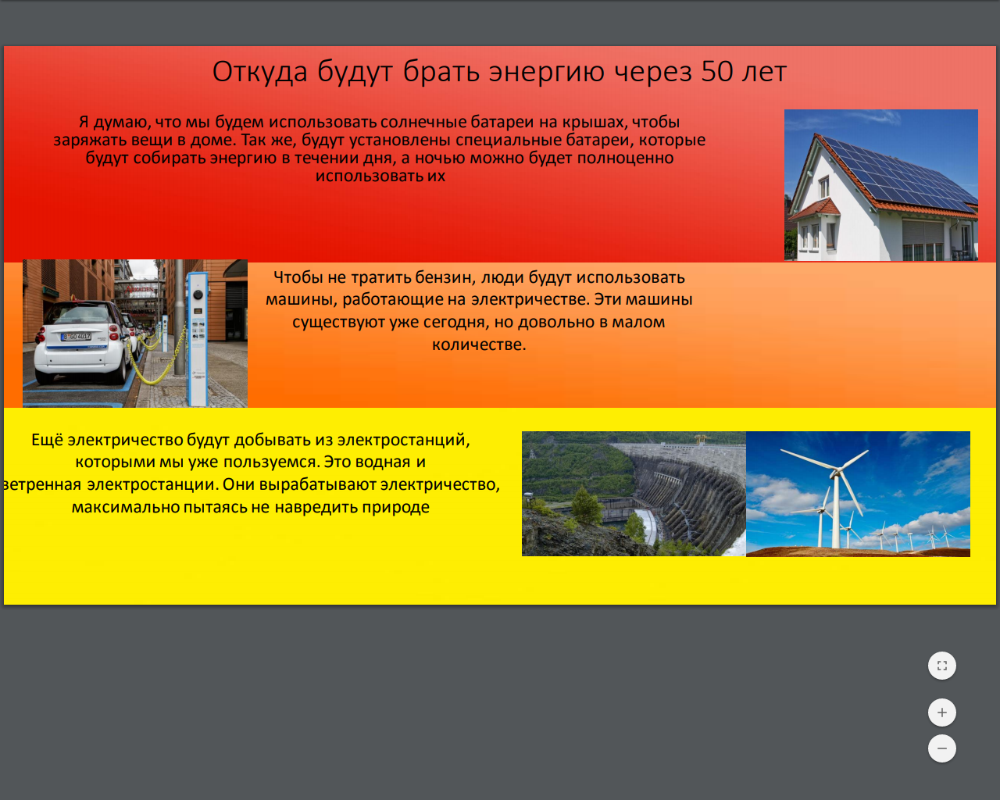 Откуда будут брать энергию через 50 лет
Я думаю, что мы будем использовать солнечные батареи на крышах, чтобы
заряжать вещи в доме. Так же, будут установлены специальные батареи, которые
будут собирать энергию в течении дня, а ночью можно будет полноценно
использовать их
Чтобы не тратить бензин, люди будут использовать
машины, работающие на электричестве. Эти машины
существуют уже сегодня, но довольно в малом
количестве.
Ещё электричество будут добывать из электростанций,
которыми мы уже пользуемся. Это водная и
ветренная электростанции. Они вырабатывают электричество,
максимально пытаясь не навредить природе